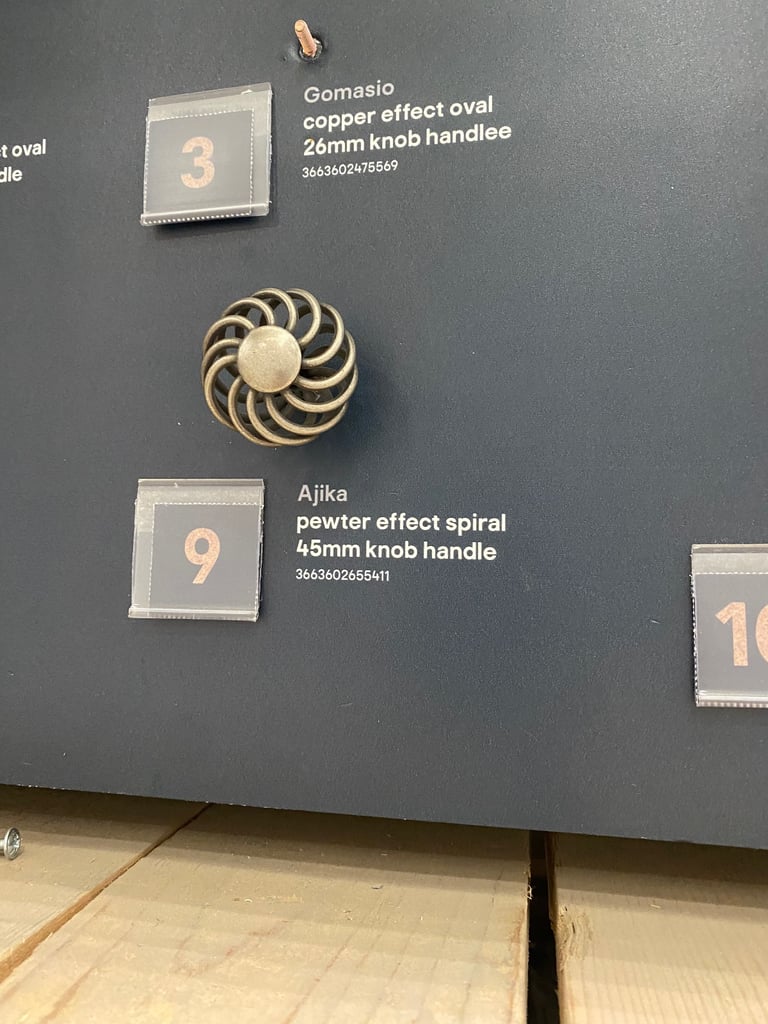 t oval
dle
3
Gomasio
copper effect oval
26mm knob handlee
3663602475569
9
Ajika
pewter effect spiral
45mm knob handle
3663602655411
10